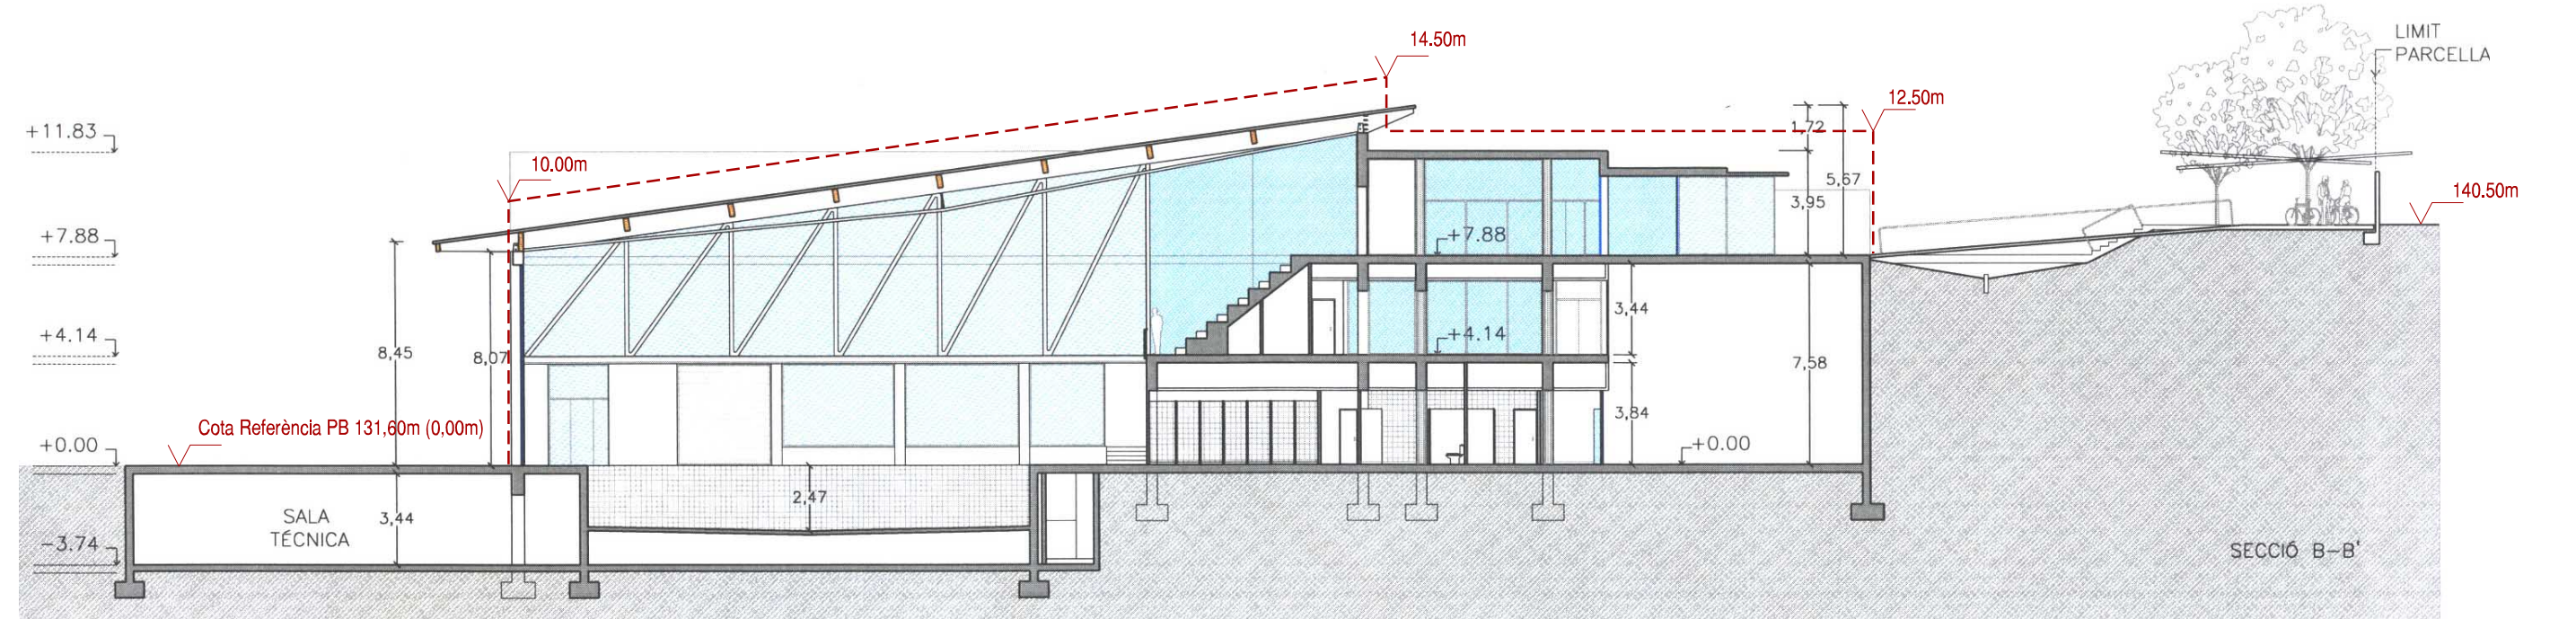 14.50m
LIMIT
PARCELLA
12.50m
+11.83
1,72
10.00m
5,67
140.50m
3,95
+7.88
+7.88
3,44
+4.14
+4.14
8,45
8,07
7,58
3,84
Cota Referència PB 131,60m (0,00m)
+0.00
+0.00
2,47
SALA
TÉCNICA
3,44
-3.74
SECCIÓ B-B'